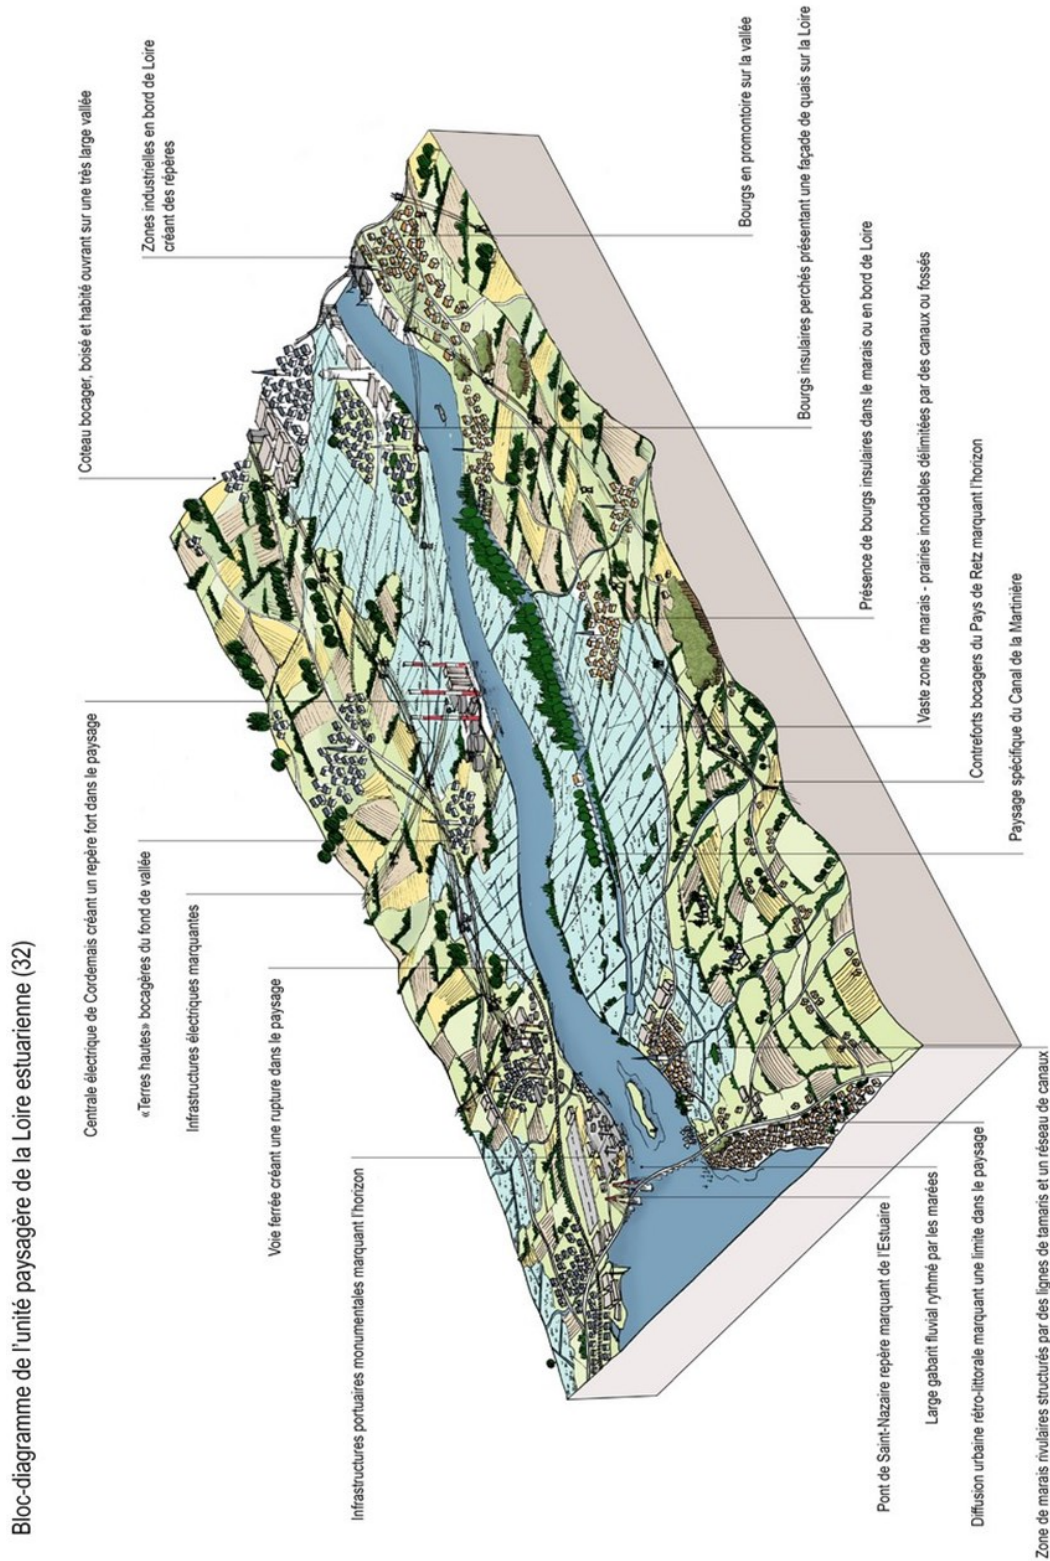 Bloc-diagramme de l'unité paysagère de la Loire estuarienne (32)
Centrale électrique de Cordemais créant un repère fort dans le paysage
Coteau bocager, boisé et habité ouvrant sur une très large vallée
«Terres hautes» bocagères du fond de vallée
Zones industrielles en bord de Loire
créant des répères
Infrastructures électriques marquantes
Voie ferrée créant une rupture dans le paysage
Infrastructures portuaires monumentales marquant l'horizon
Bourgs en promontoire sur la vallée
Bourgs insulaires perchés présentant une façade de quais sur la Loire
Présence de bourgs insulaires dans le marais ou en bord de Loire
Pont de Saint-Nazaire repère marquant de l'Estuaire
Vaste zone de marais - prairies inondables délimitées par des canaux ou fossés
Large gabarit fluvial rythmé par les marées
Contreforts bocagers du Pays de Retz marquant l'horizon
Diffusion urbaine rétro-littorale marquant une limite dans le paysage
Paysage spécifique du Canal de la Martinière
Zone de marais rivulaires structurés par des lignes de tamaris et un réseau de canaux